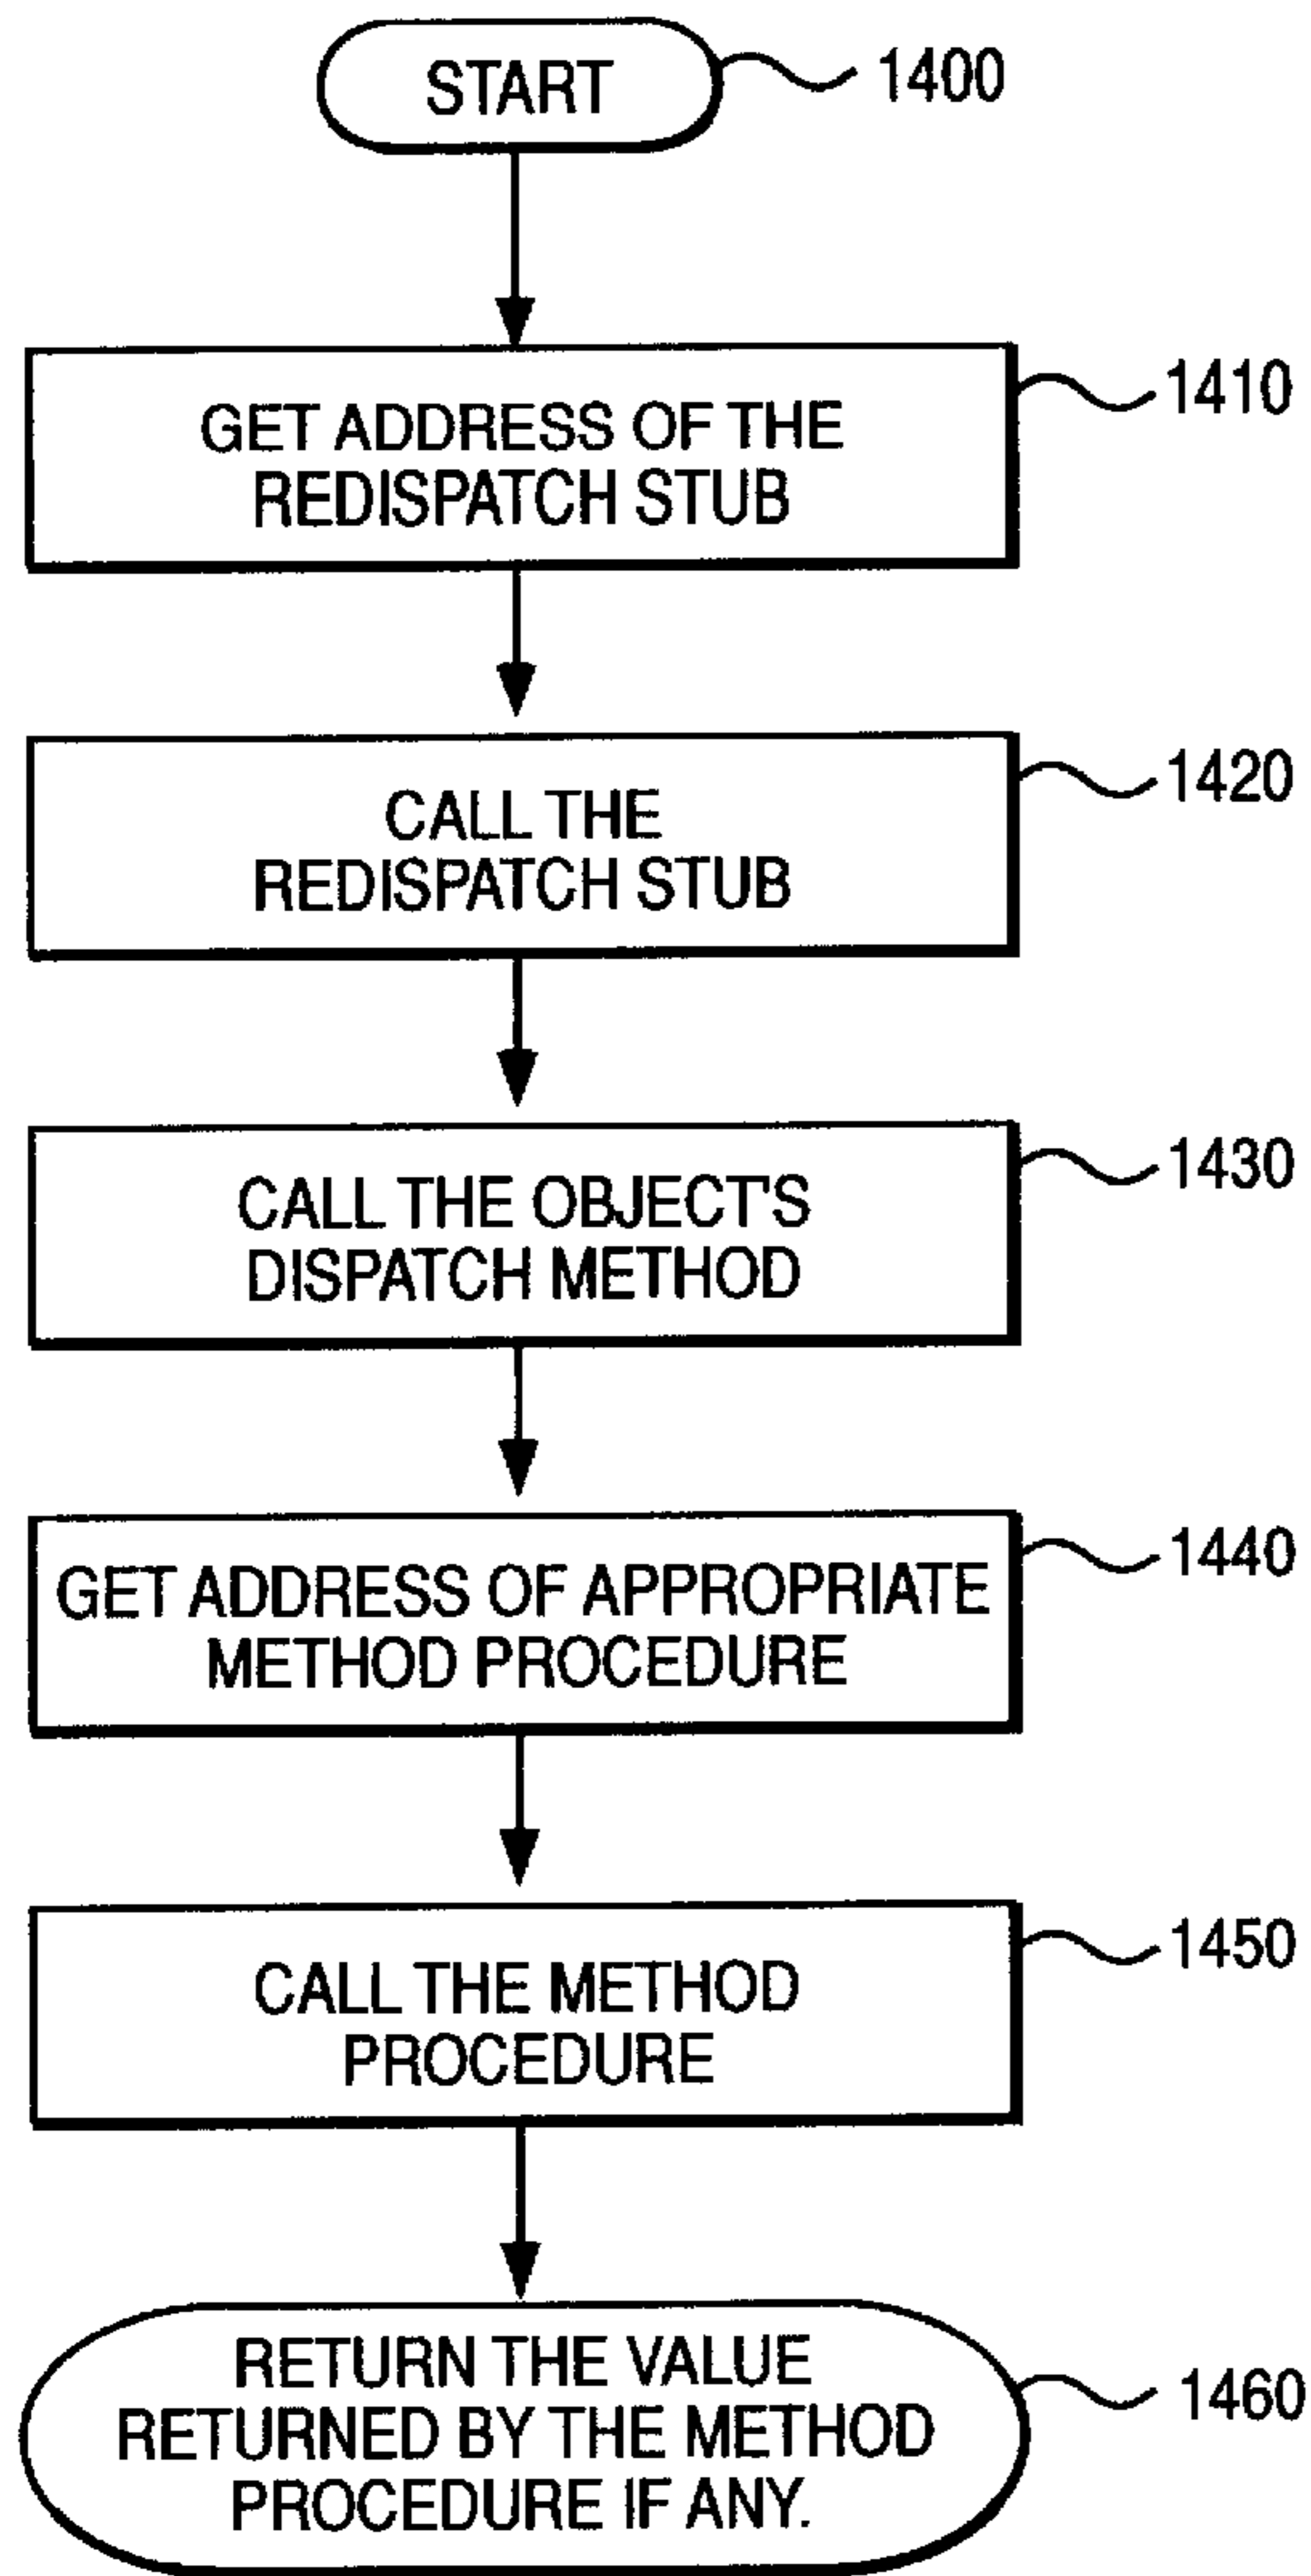 START
1400
GET ADDRESS OF THE
REDISPATCH STUB
1410
CALL THE
REDISPATCH STUB
1420
CALL THE OBJECT'S
DISPATCH METHOD
1430
GET ADDRESS OF APPROPRIATE
METHOD PROCEDURE
1440
CALL THE METHOD
PROCEDURE
1450
RETURN THE VALUE
RETURNED BY THE METHOD
PROCEDURE IF ANY.
1460